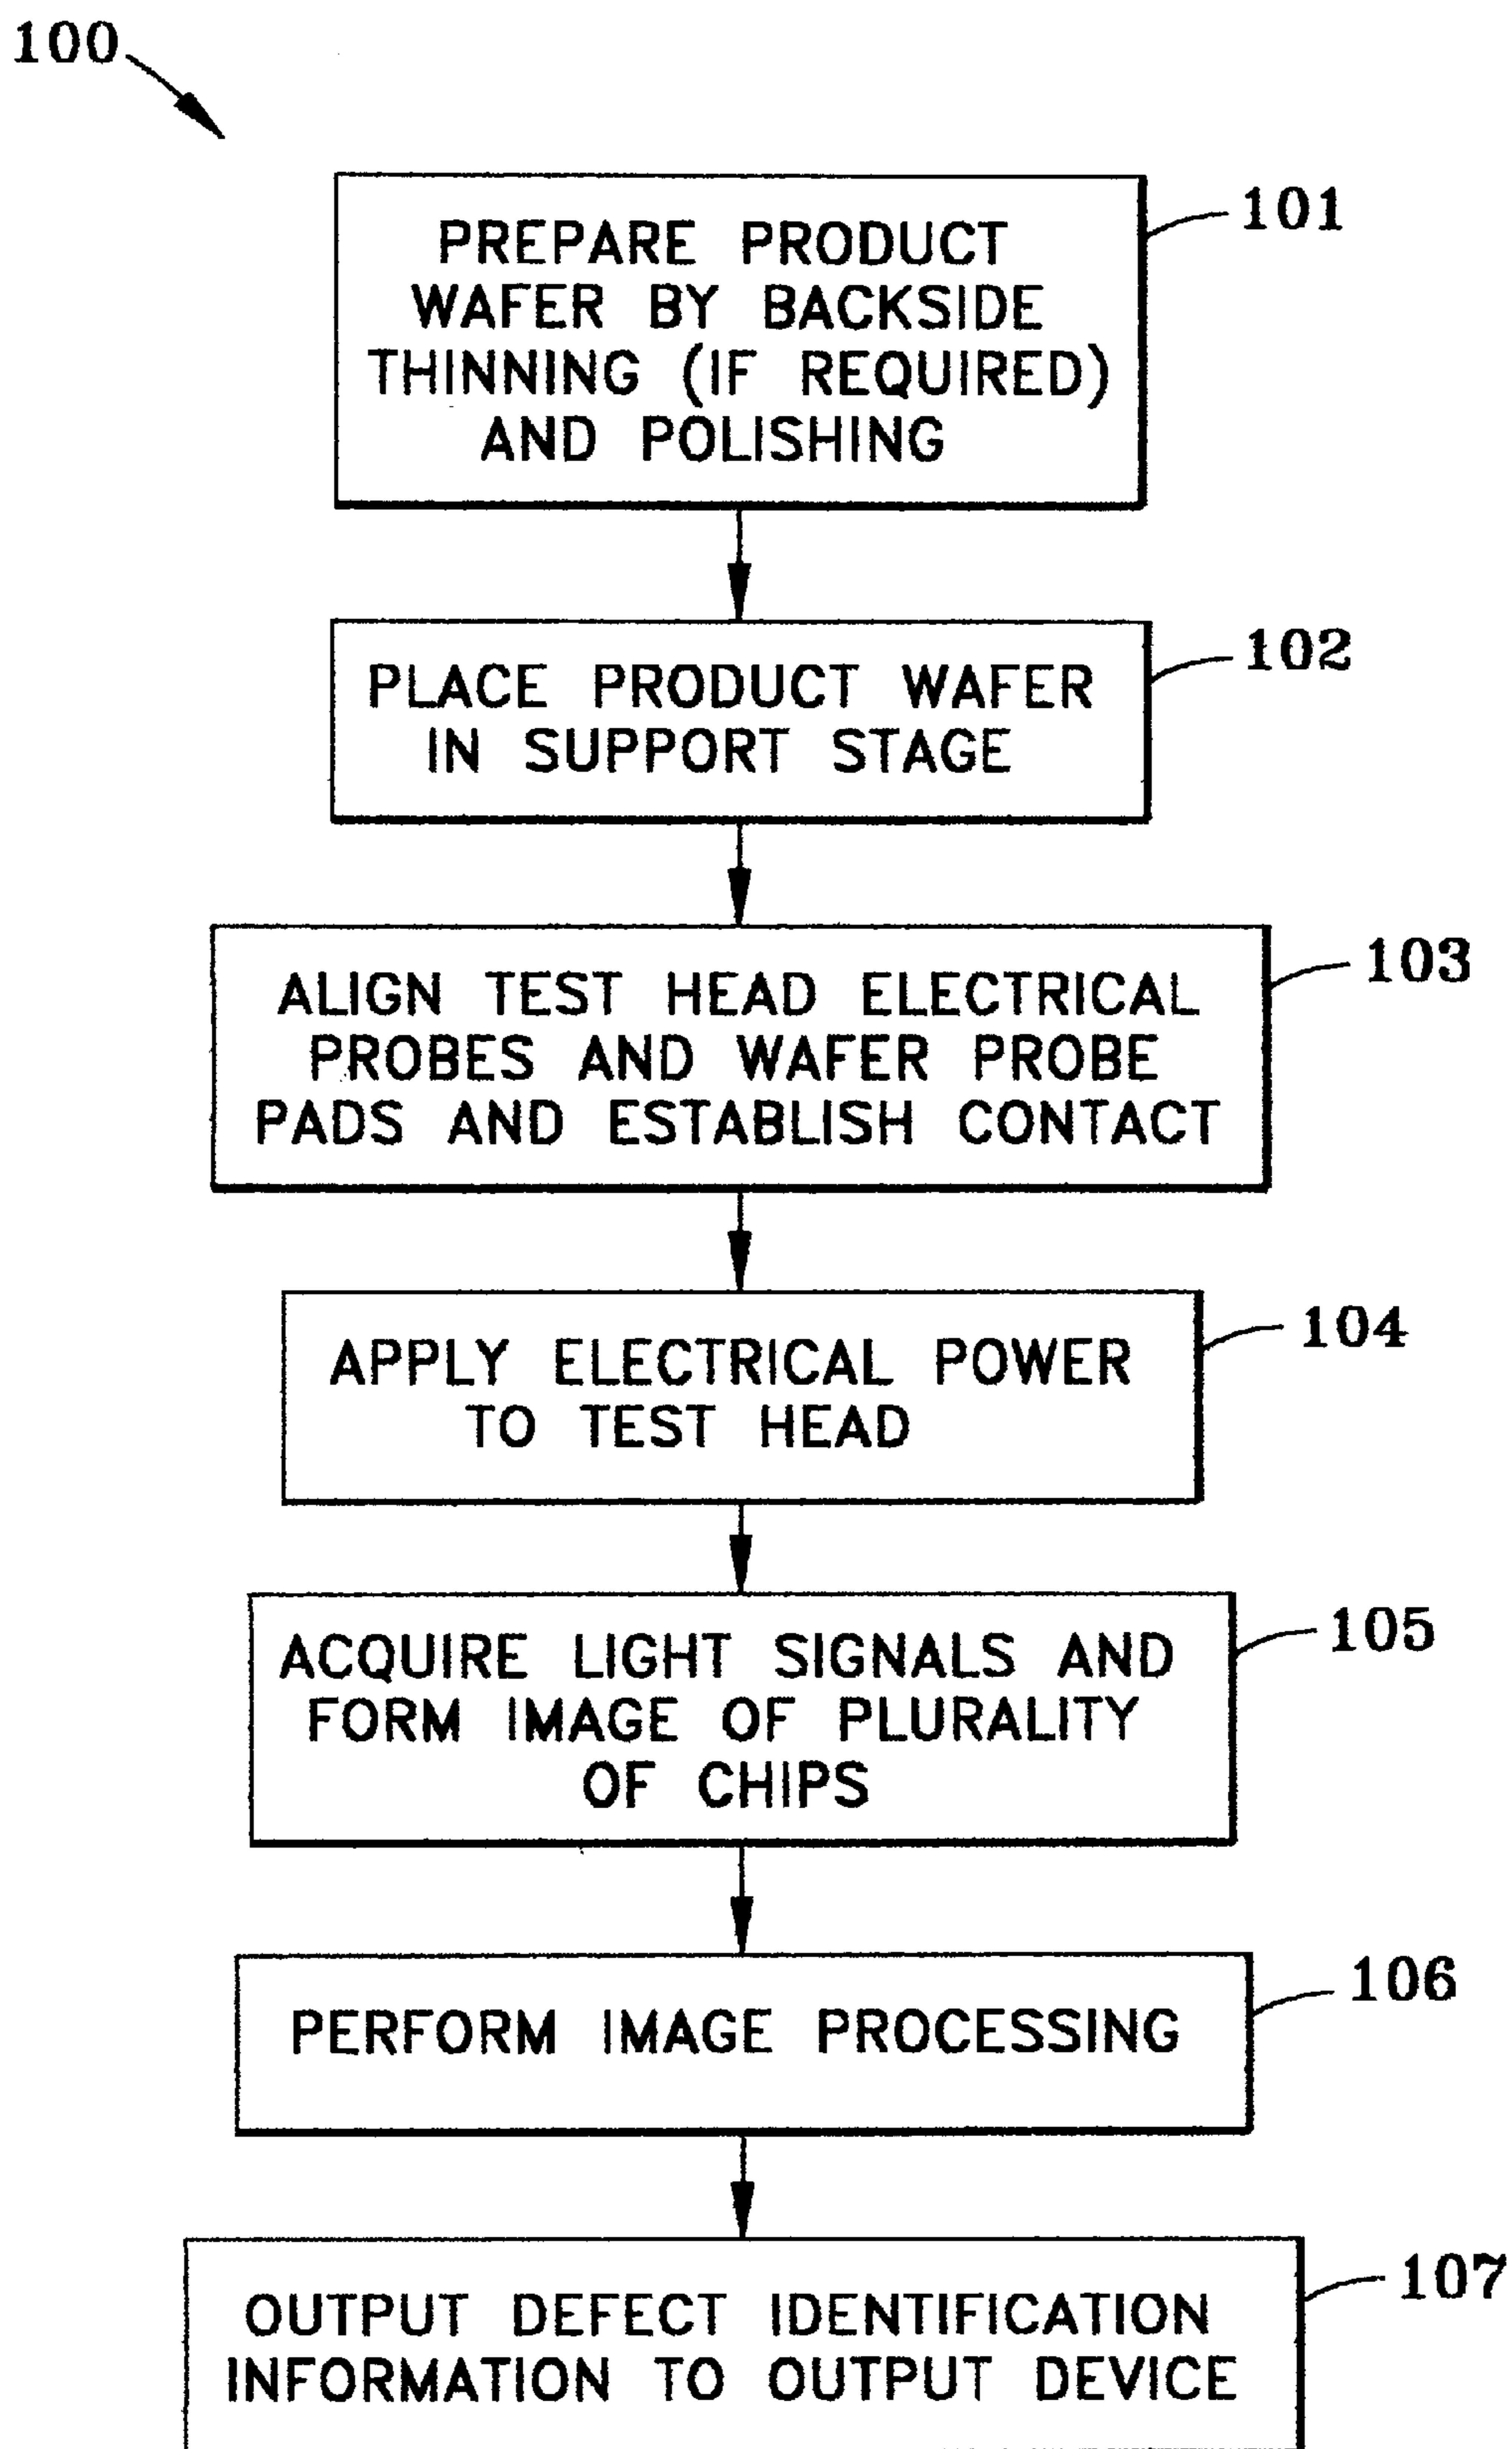 100
PREPARE PRODUCT
WAFER BY BACKSIDE
THINNING (IF REQUIRED)
AND POLISHING
101
PLACE PRODUCT WAFER
IN SUPPORT STAGE
102
ALIGN TEST HEAD ELECTRICAL
PROBES AND WAFER PROBE
PADS AND ESTABLISH CONTACT
103
APPLY ELECTRICAL POWER
TO TEST HEAD
104
ACQUIRE LIGHT SIGNALS AND
FORM IMAGE OF PLURALITY
OF CHIPS
105
PERFORM IMAGE PROCESSING
106
OUTPUT DEFECT IDENTIFICATION
INFORMATION TO OUTPUT DEVICE
107